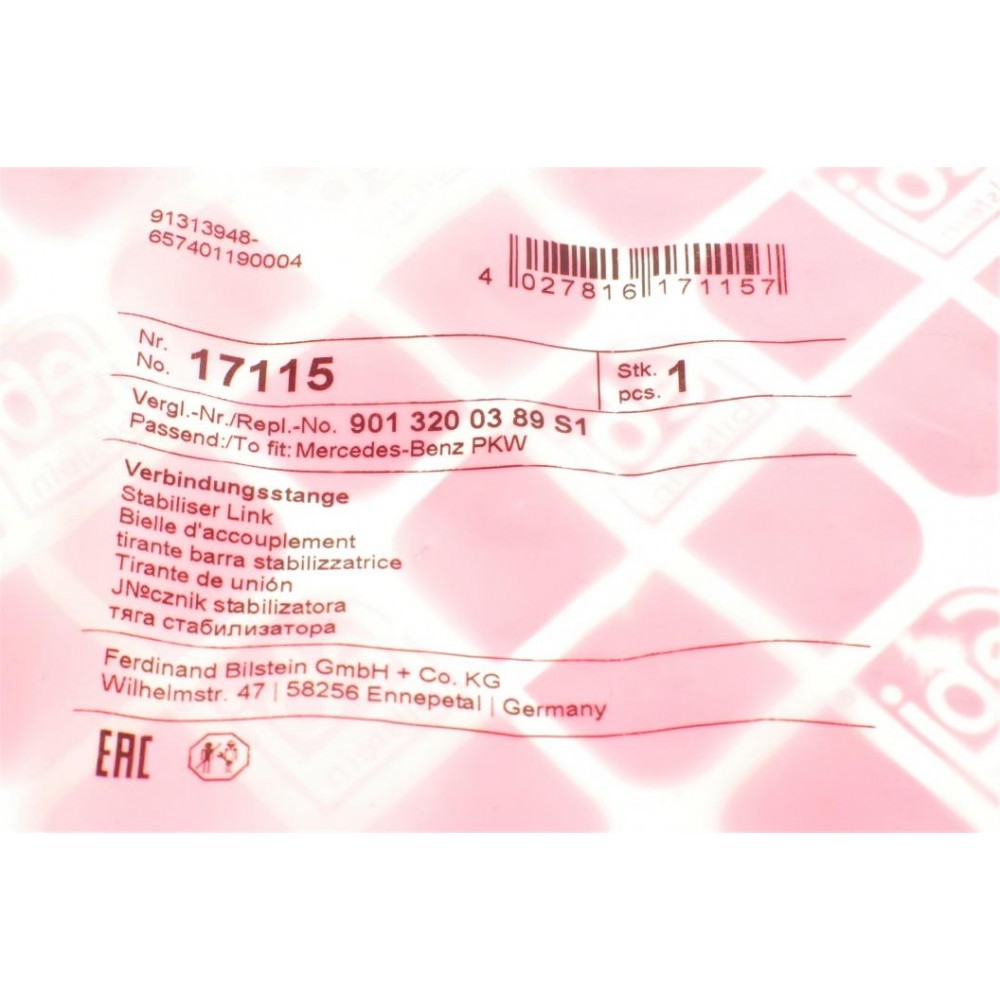 91313948-
657401190004
4 027816 171157
Nr.
No. 17115
Stk.
pcs. 1
Vergl.-Nr./Repl.-No. 901 320 03 89 S1
Passend:/To fit: Mercedes-Benz PKW
Verbindungsstange
Stabiliser Link
Bielle d'accouplement
tirante barra stabilizzatrice
Tirante de unión
JNºcznik stabilizatora
тяга стабилизатора
Ferdinand Bilstein GmbH + Co. KG
Wilhelmstr. 47 | 58256 Ennepetal | Germany
EAC